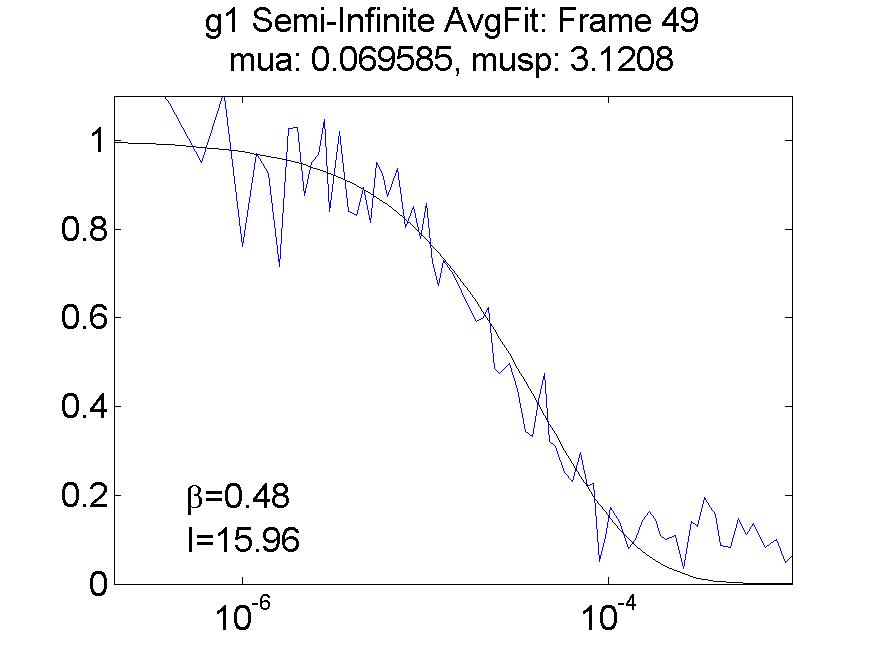 g1 Semi-Infinite AvgFit: Frame 49
mua: 0.069585, musp: 3.1208
1
0.8
0.6
0.4
0.2
0
β=0.48
I=15.96
10^-6
10^-4